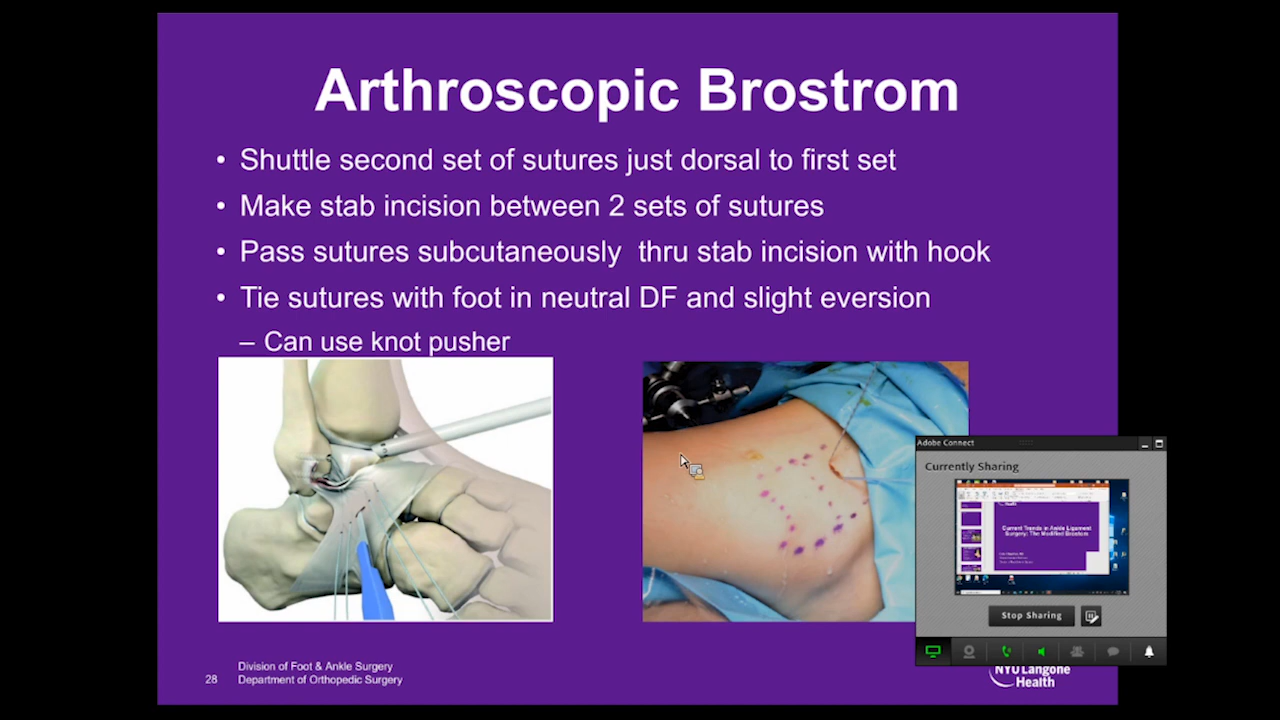 Arthroscopic Brostrom
• Shuttle second set of sutures just dorsal to first set
• Make stab incision between 2 sets of sutures
• Pass sutures subcutaneously thru stab incision with hook
• Tie sutures with foot in neutral DF and slight eversion
– Can use knot pusher
Adobe Connect
Currently Sharing
Current Trends in Ankle Ligament
Surgery: The Modified Brostrom
Stop Sharing
28
Division of Foot & Ankle Surgery
Department of Orthopedic Surgery
NYU Langone
Health